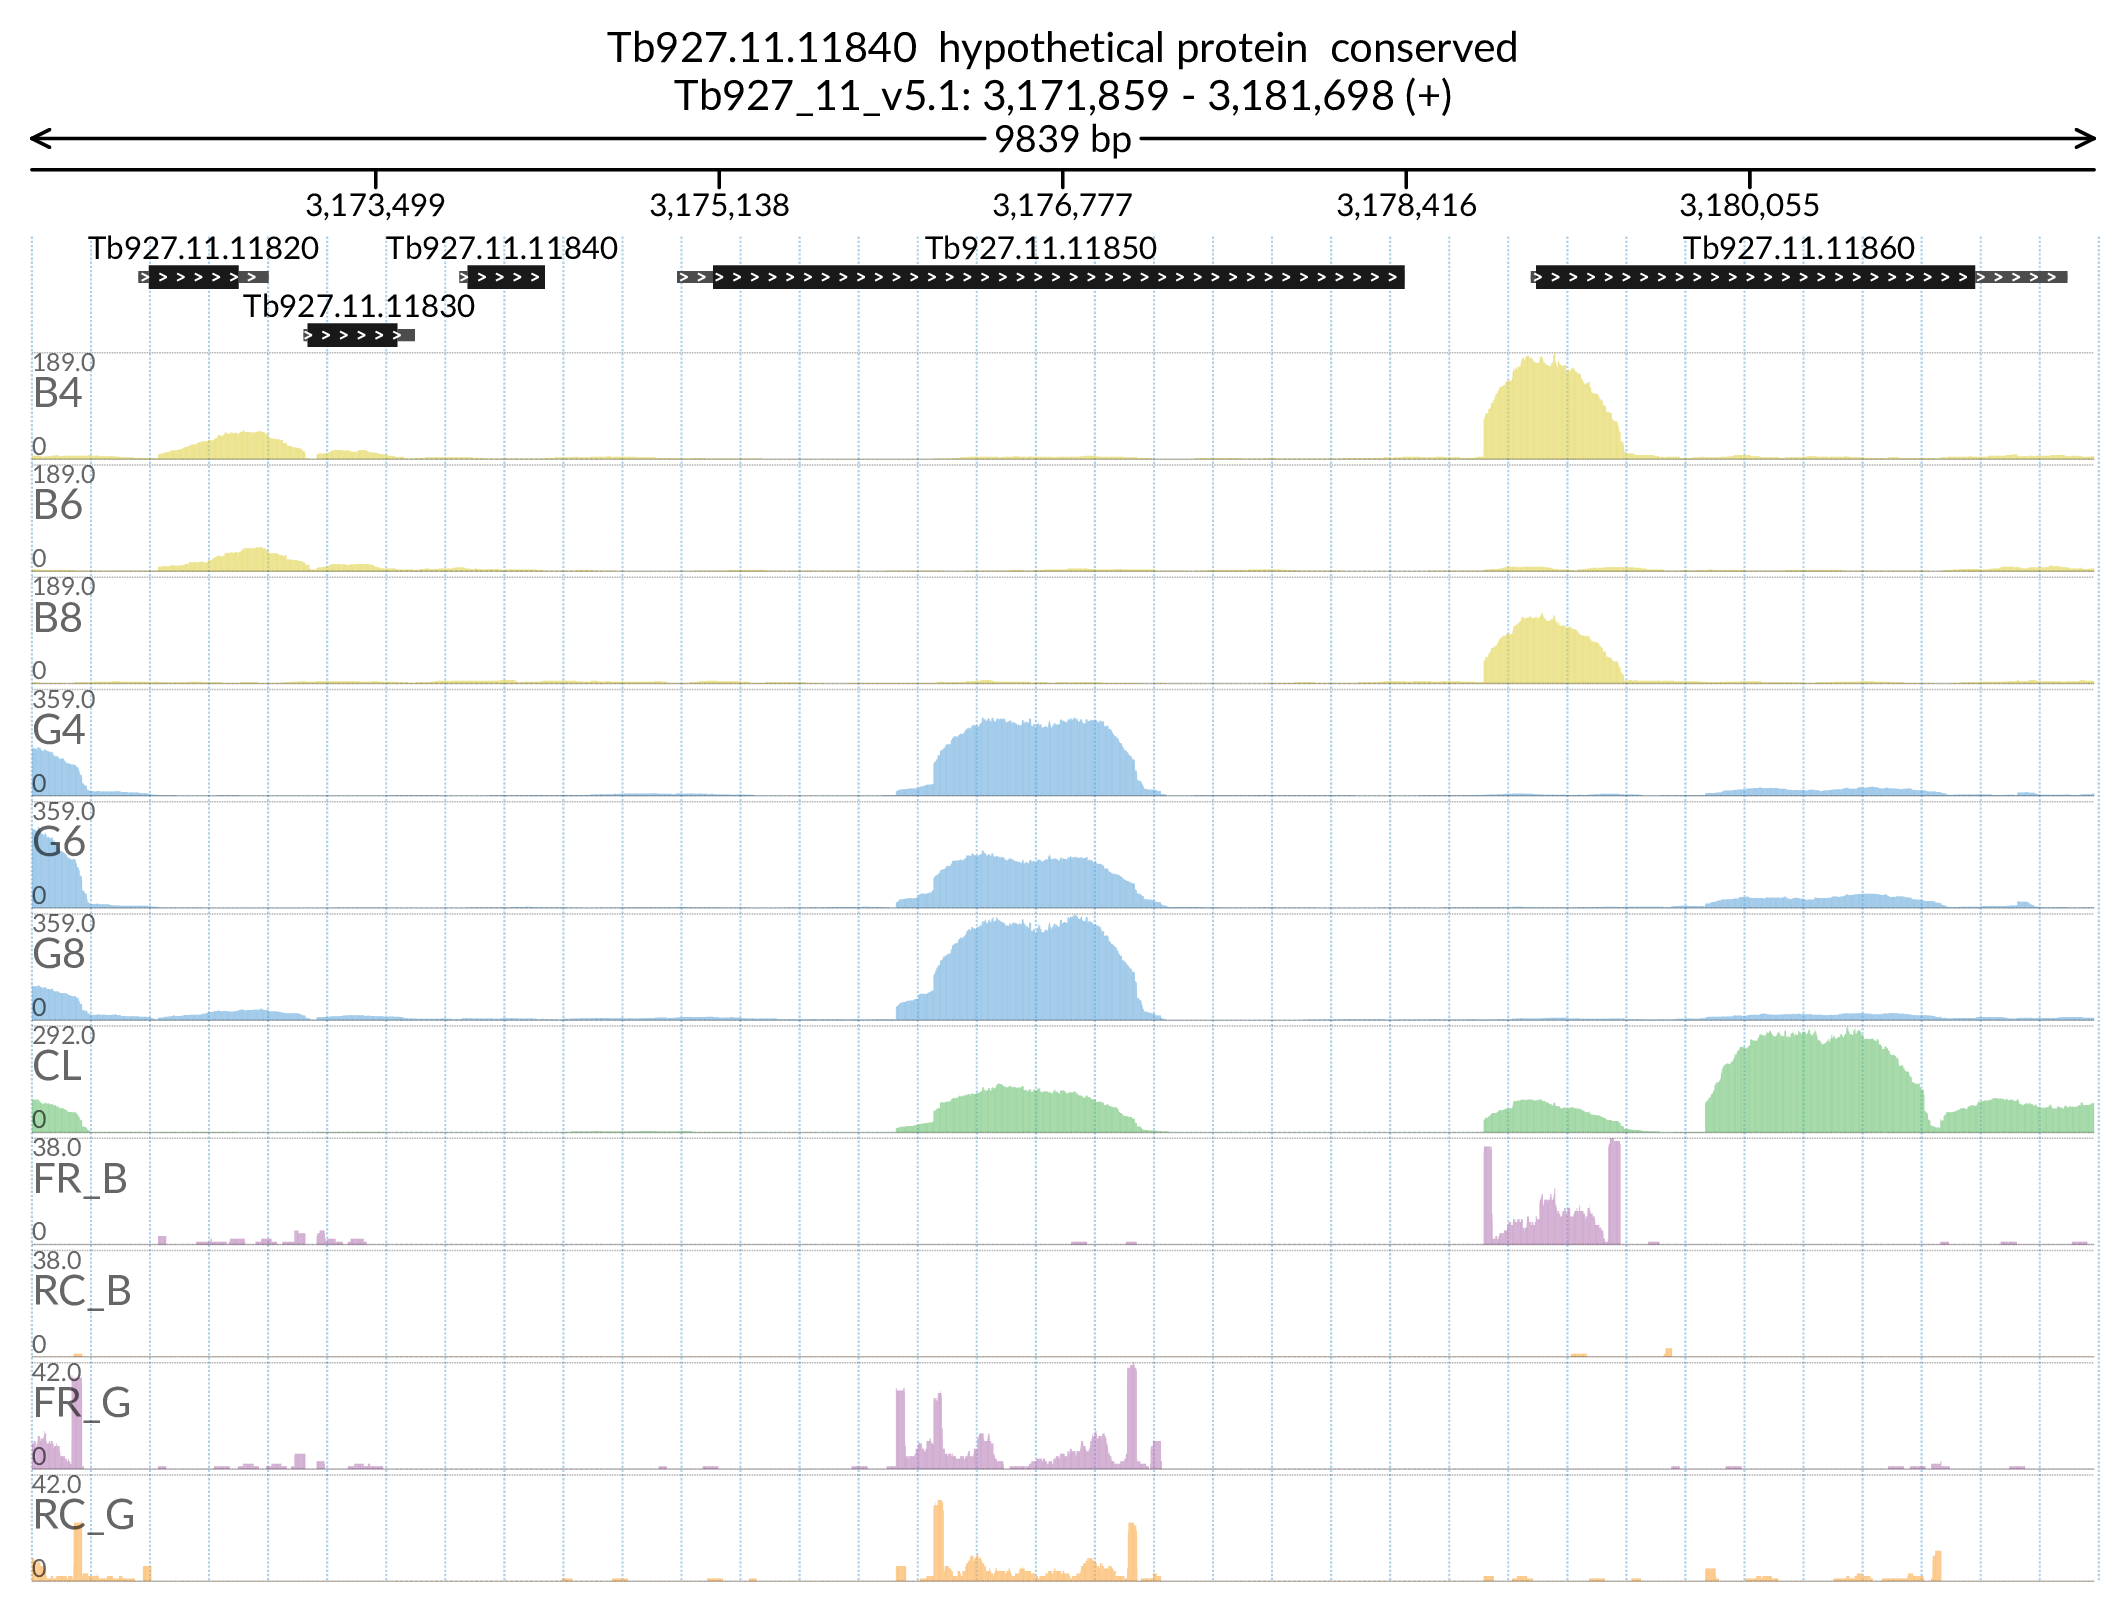 Tb927.11.11840  hypothetical protein  conserved
Tb927_11_v5.1: 3,171,859 - 3,181,698 (+)
9839 bp
3,173,499 3,175,138 3,176,777 3,178,416 3,180,055
Tb927.11.11820 Tb927.11.11840 Tb927.11.11850 Tb927.11.11860
Tb927.11.11830
189.0
B4
0
189.0
B6
0
189.0
B8
0
359.0
G4
0
359.0
G6
0
359.0
G8
0
292.0
CL
0
38.0
FR_B
0
38.0
RC_B
0
42.0
FR_G
0
42.0
RC_G
0